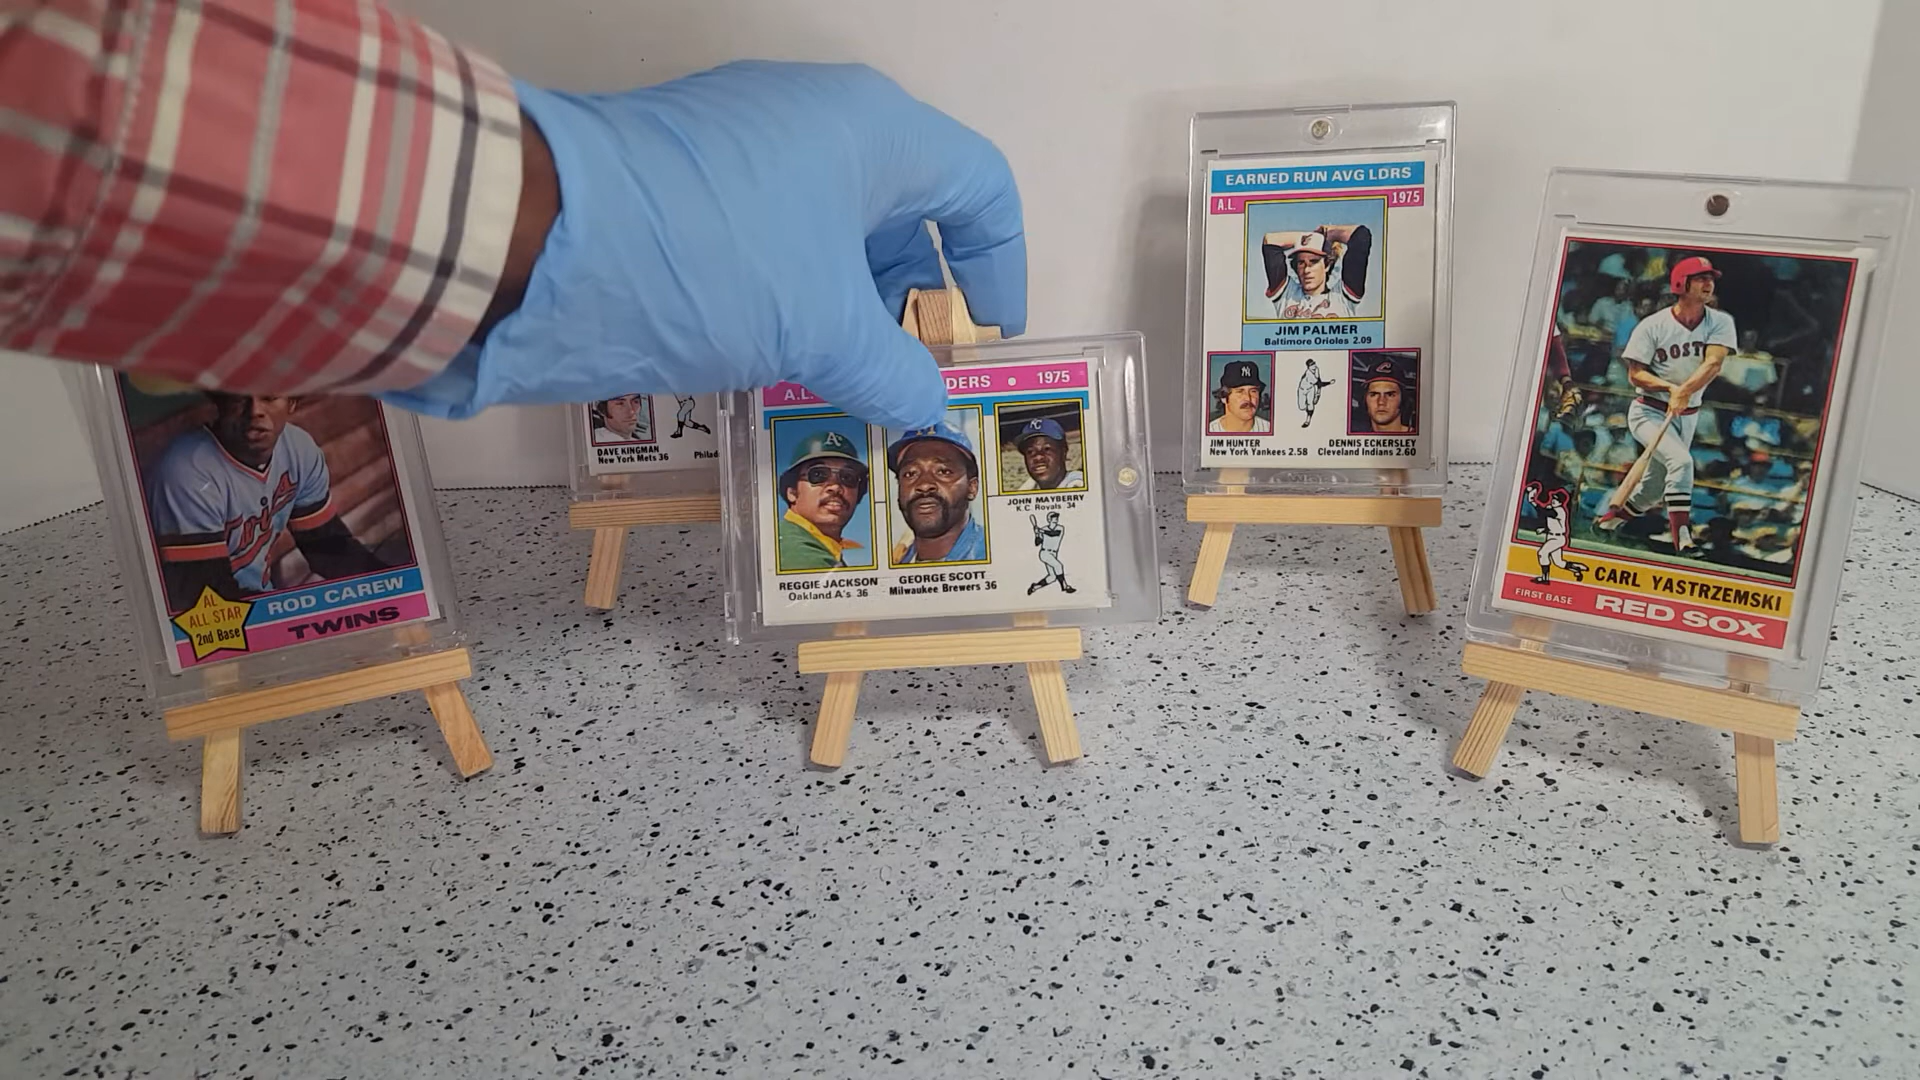 AL
ALL STAR
2nd Base
ROD CAREW
TWINS
DAVE KINGMAN
New York Mets 36
A.L.
1975
REGGIE JACKSON
Oakland A's 36
GEORGE SCOTT
Milwaukee Brewers 36
JOHN MAYBERRY
K.C. Royals 34
EARNED RUN AVG LDRS
A.L.
1975
JIM PALMER
Baltimore Orioles 2.09
JIM HUNTER
New York Yankees 2.58
DENNIS ECKERSLEY
Cleveland Indians 2.60
CARL YASTRZEMSKI
FIRST BASE
RED SOX